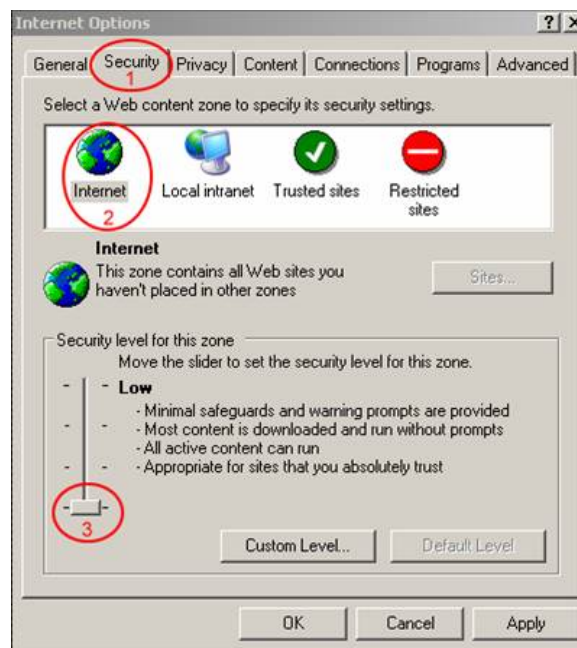 Internet Options
General Security Privacy Content Connections Programs Advanced
1
Select a Web content zone to specify its security settings.
Internet Local intranet Trusted sites Restricted
sites
2
Internet
This zone contains all Web sites you
haven't placed in other zones
Sites...
Security level for this zone
Move the slider to set the security level for this zone.
Low
- Minimal safeguards and warning prompts are provided
- Most content is downloaded and run without prompts
- All active content can run
- Appropriate for sites that you absolutely trust
3
Custom Level... Default Level
OK Cancel Apply